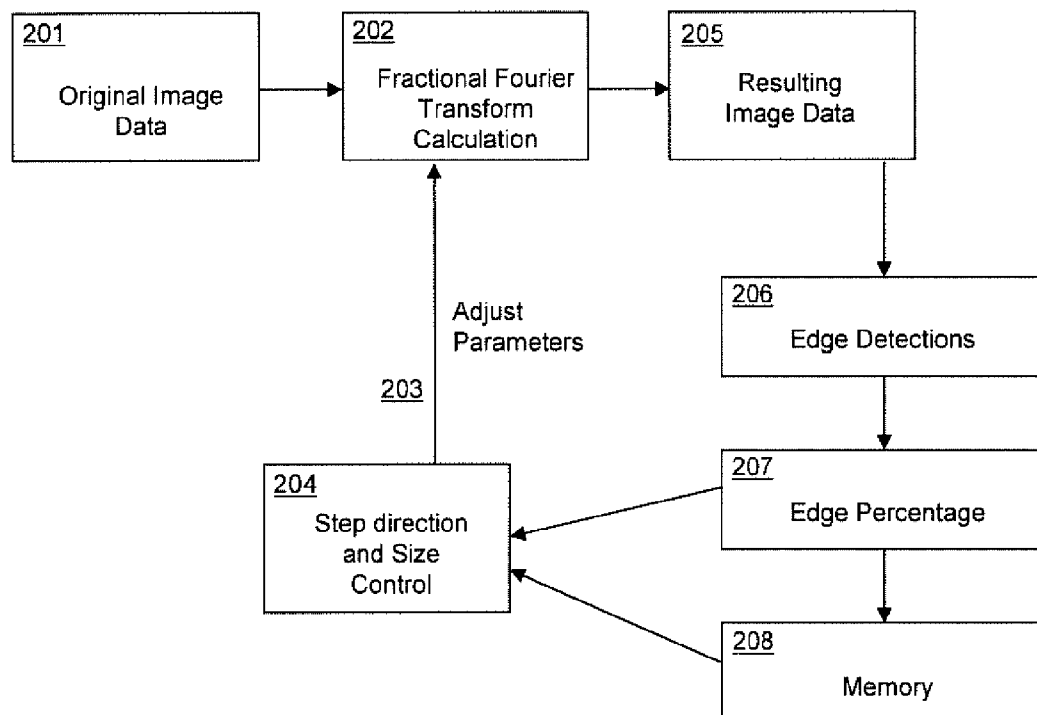 201
Original Image
Data
202
Fractional Fourier
Transform
Calculation
205
Resulting
Image Data
206
Edge Detections
Adjust
Parameters
203
207
Edge Percentage
204
Step direction
and Size
Control
208
Memory